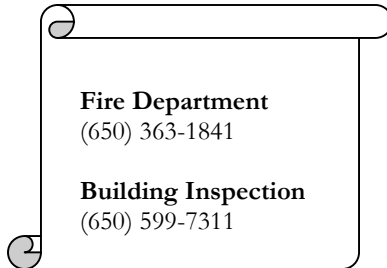 Fire Department
(650) 363-1841
Building Inspection
(650) 599-7311